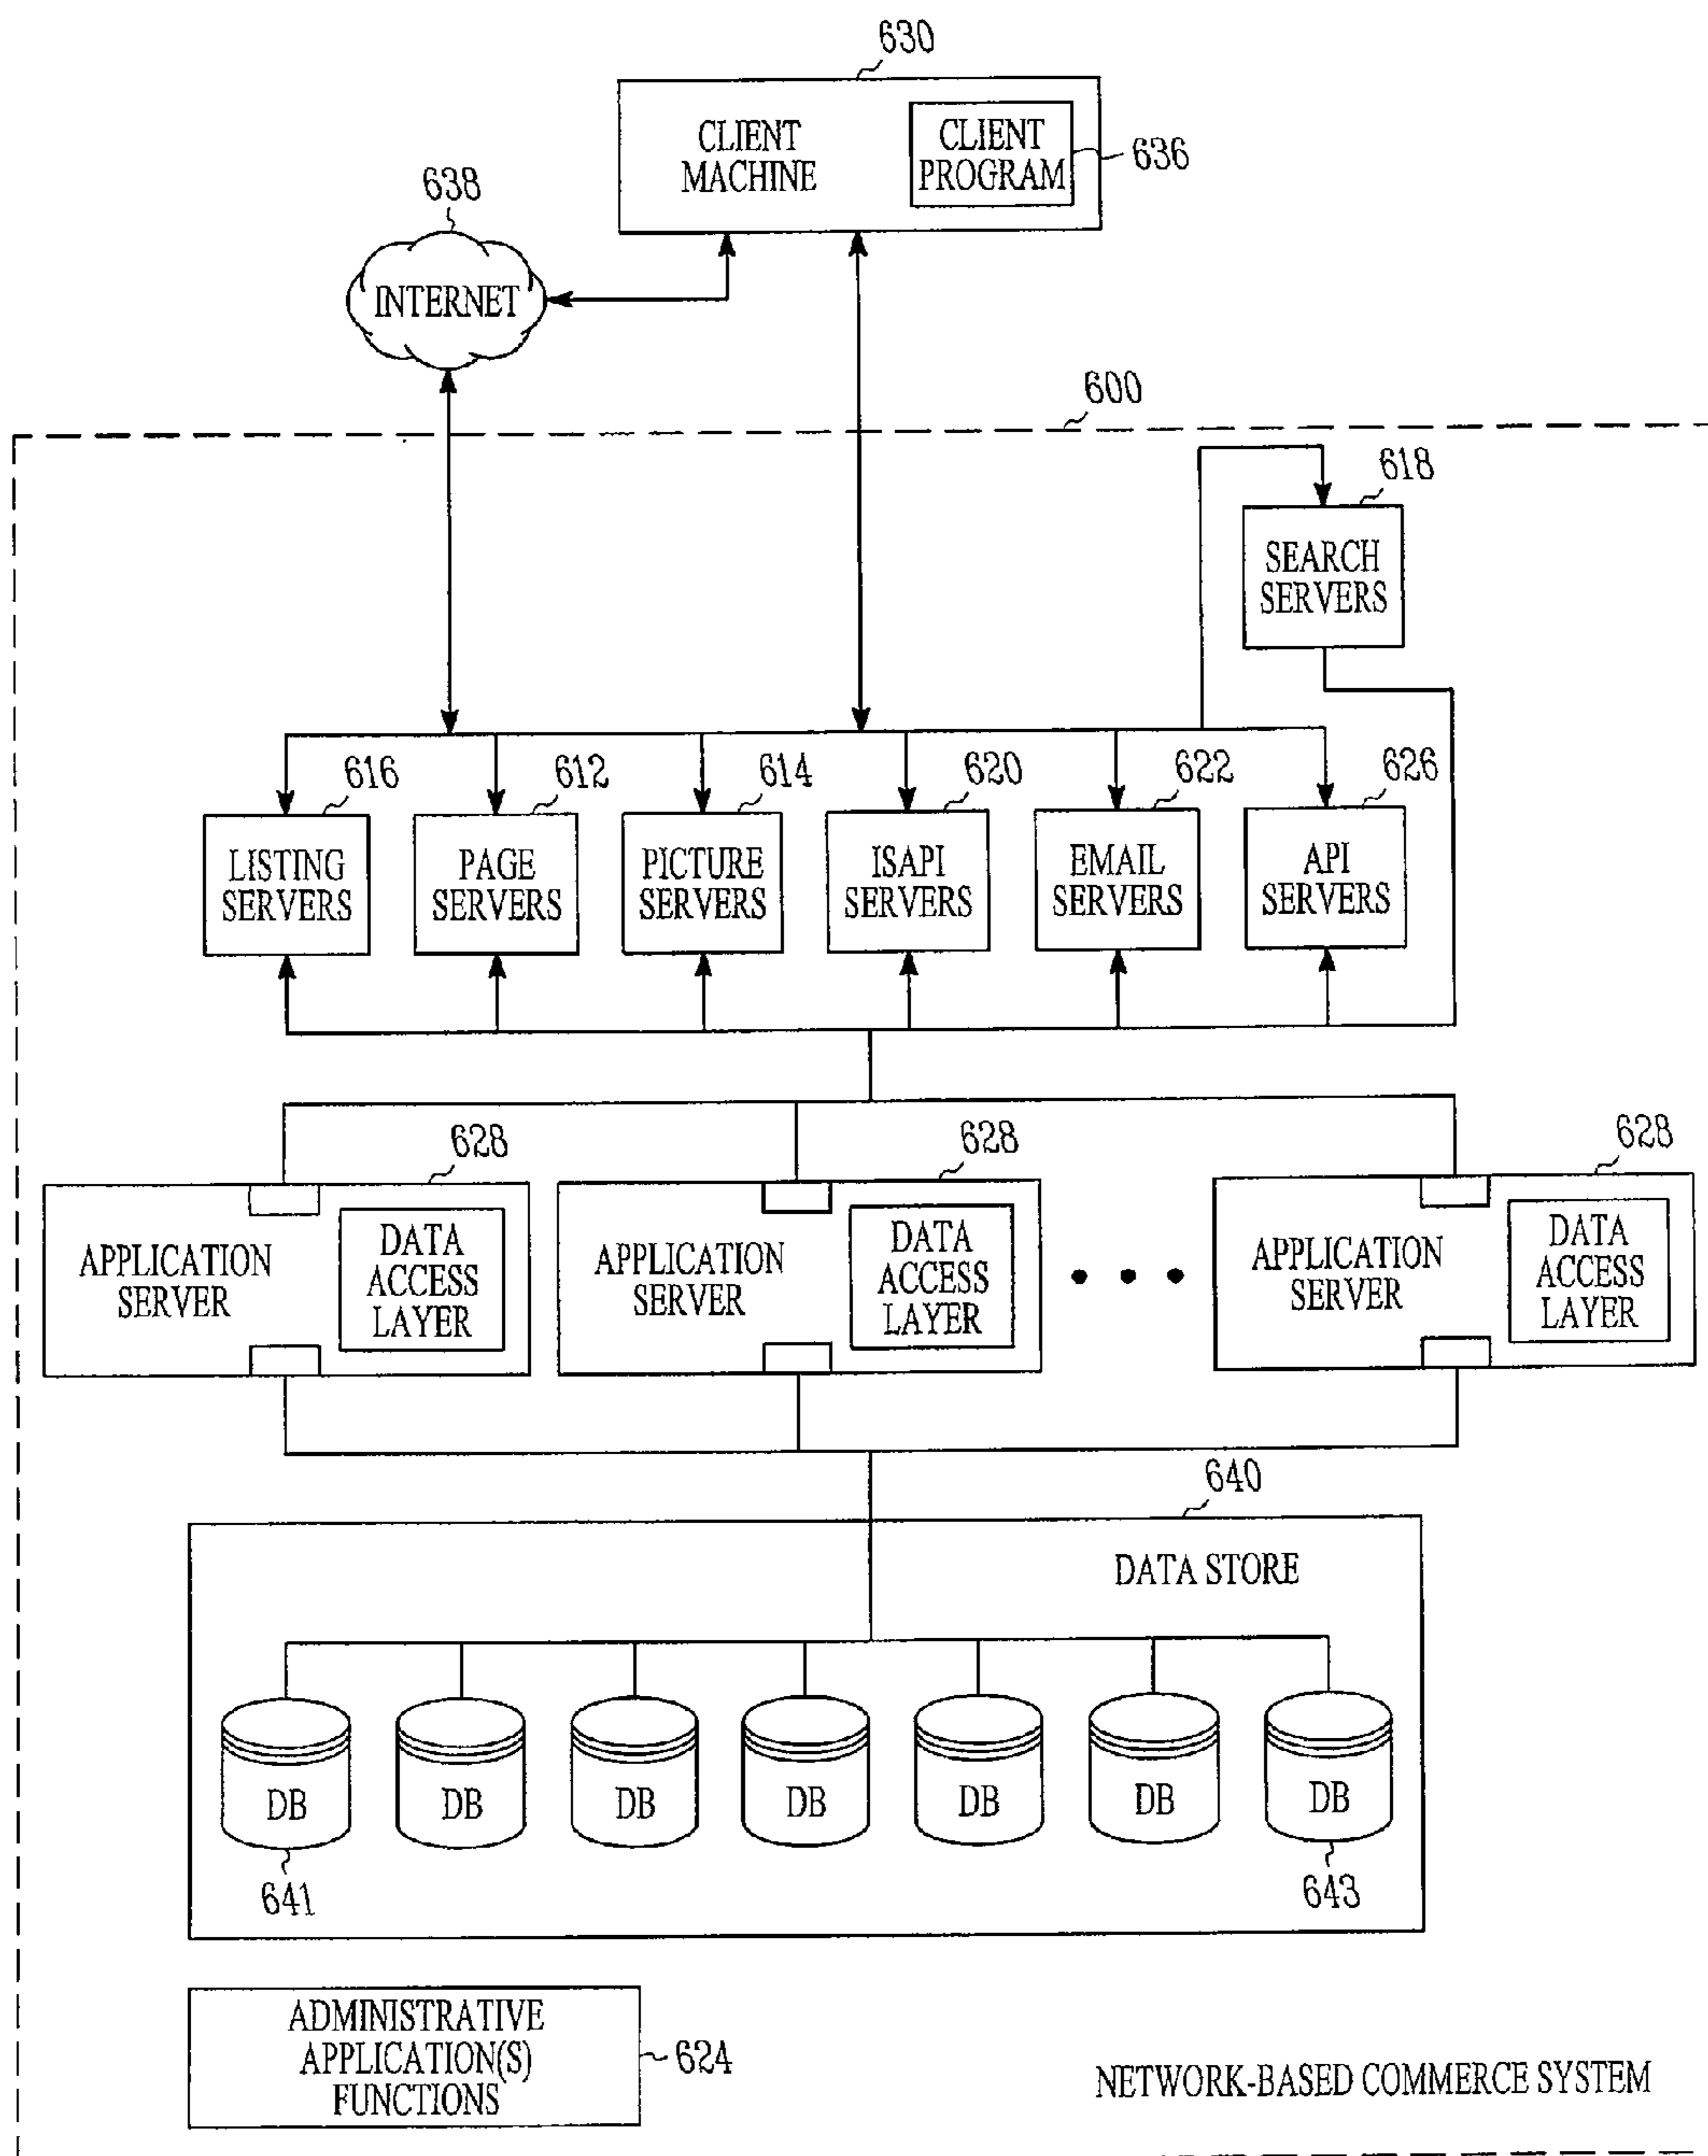 630
CLIENT
MACHINE
CLIENT
PROGRAM
636
638
INTERNET
600
618
SEARCH
SERVERS
616
612
614
620
622
626
LISTING
SERVERS
PAGE
SERVERS
PICTURE
SERVERS
ISAPI
SERVERS
EMAIL
SERVERS
API
SERVERS
628
628
628
APPLICATION
SERVER
DATA
ACCESS
LAYER
APPLICATION
SERVER
DATA
ACCESS
LAYER
APPLICATION
SERVER
DATA
ACCESS
LAYER
640
DATA STORE
DB
DB
DB
DB
DB
DB
DB
641
643
ADMINISTRATIVE
APPLICATION(S)
FUNCTIONS
624
NETWORK-BASED COMMERCE SYSTEM